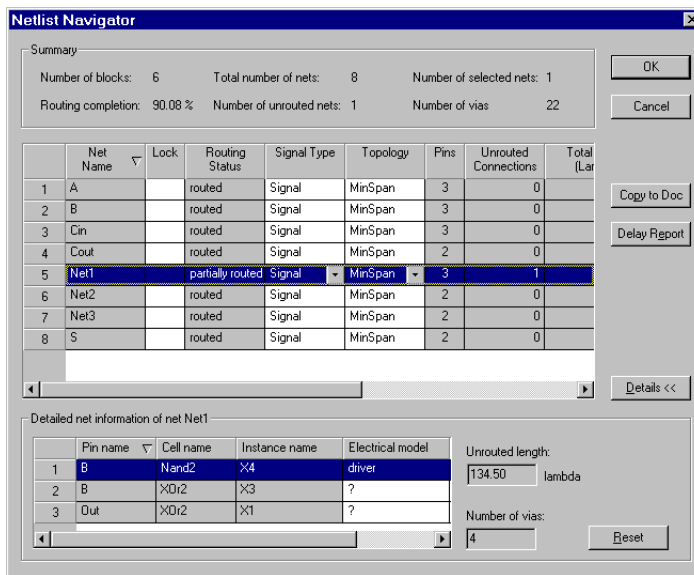 Netlist Navigator
Summary
Number of blocks: 6 Total number of nets: 8 Number of selected nets: 1
Routing completion: 90.08 % Number of unrouted nets: 1 Number of vias 22
OK
Cancel
Net Name Lock Routing Status Signal Type Topology Pins Unrouted Connections Total (Lar
1 A routed Signal MinSpan 3 0
2 B routed Signal MinSpan 3 0
3 Cin routed Signal MinSpan 3 0
4 Cout routed Signal MinSpan 2 0
5 Net1 partially routed Signal MinSpan 3 1
6 Net2 routed Signal MinSpan 2 0
7 Net3 routed Signal MinSpan 2 0
8 S routed Signal MinSpan 2 0
Copy to Doc
Delay Report
Details <<
Detailed net information of net Net1
Pin name Cell name Instance name Electrical model
1 B Nand2 X4 driver
2 B XOr2 X3 ?
3 Out XOr2 X1 ?
Unrouted length:
134.50 lambda
Number of vias:
4
Reset